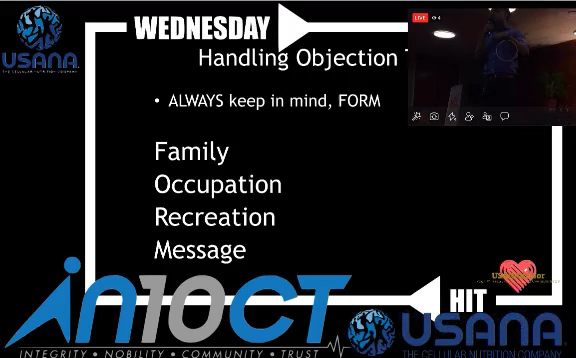 WEDNESDAY
USANA
THE CELLULAR NUTRITION COMPANY
LIVE 4
Handling Objection T
• ALWAYS keep in mind, FORM
Family
Occupation
Recreation
Message
in10CT
INTEGRITY • NOBILITY • COMMUNITY • TRUST
HIT
USANA
THE CELLULAR NUTRITION COMPANY